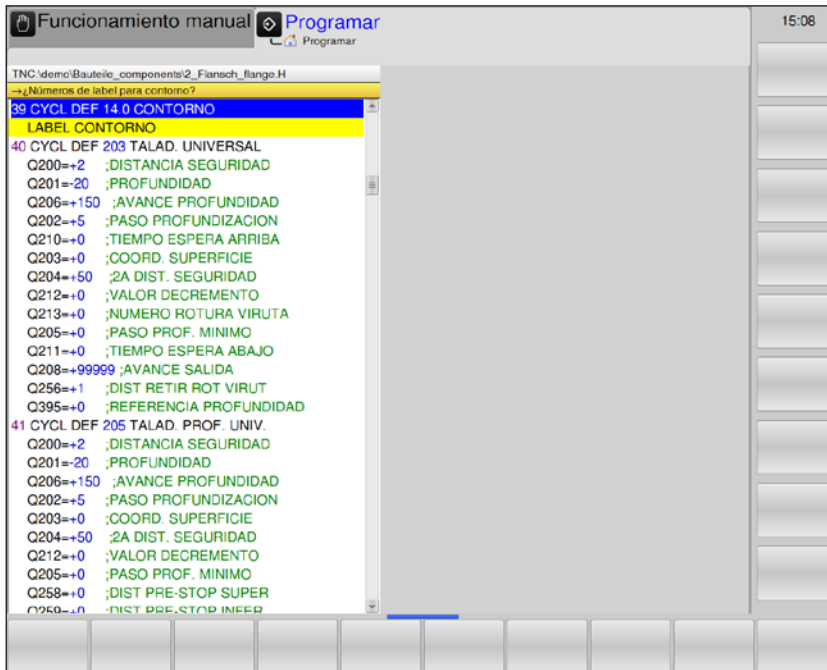 Funcionamiento manual
Programar
Programar
15:08
TNC:\demo\Bauteile_components\2_Flansch_flange.H
→¿Números de label para contorno?
39 CYCL DEF 14.0 CONTORNO
LABEL CONTORNO
40 CYCL DEF 203 TALAD. UNIVERSAL
Q200=+2 ;DISTANCIA SEGURIDAD
Q201=-20 ;PROFUNDIDAD
Q206=+150 ;AVANCE PROFUNDIDAD
Q202=+5 ;PASO PROFUNDIZACION
Q210=+0 ;TIEMPO ESPERA ARRIBA
Q203=+0 ;COORD. SUPERFICIE
Q204=+50 ;2A DIST. SEGURIDAD
Q212=+0 ;VALOR DECREMENTO
Q213=+0 ;NUMERO ROTURA VIRUTA
Q205=+0 ;PASO PROF. MINIMO
Q211=+0 ;TIEMPO ESPERA ABAJO
Q208=+99999 ;AVANCE SALIDA
Q256=+1 ;DIST RETIR ROT VIRUT
Q395=+0 ;REFERENCIA PROFUNDIDAD
41 CYCL DEF 205 TALAD. PROF. UNIV.
Q200=+2 ;DISTANCIA SEGURIDAD
Q201=-20 ;PROFUNDIDAD
Q206=+150 ;AVANCE PROFUNDIDAD
Q202=+5 ;PASO PROFUNDIZACION
Q203=+0 ;COORD. SUPERFICIE
Q204=+50 ;2A DIST. SEGURIDAD
Q212=+0 ;VALOR DECREMENTO
Q205=+0 ;PASO PROF. MINIMO
Q258=+0 ;DIST PRE-STOP SUPER
Q259=+0 ;DIST PRE-STOP INFER